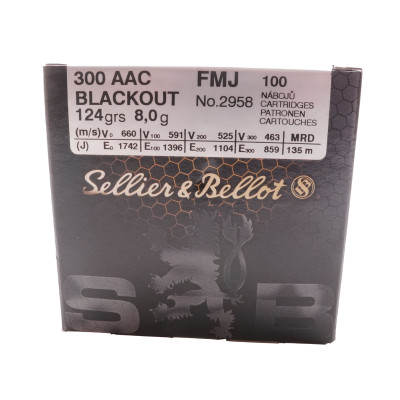 300 AAC FMJ 100
BLACKOUT No.2958 NÁBOJŮ
CARTRIDGES
124grs 8,0g PATRONEN
CARTOUCHES
(m/s) V0 660 V100 591 V200 525 V300 463 MRD
(J) E0 1742 E100 1396 E200 1104 E300 859 135 m
Sellier & Bellot
S B